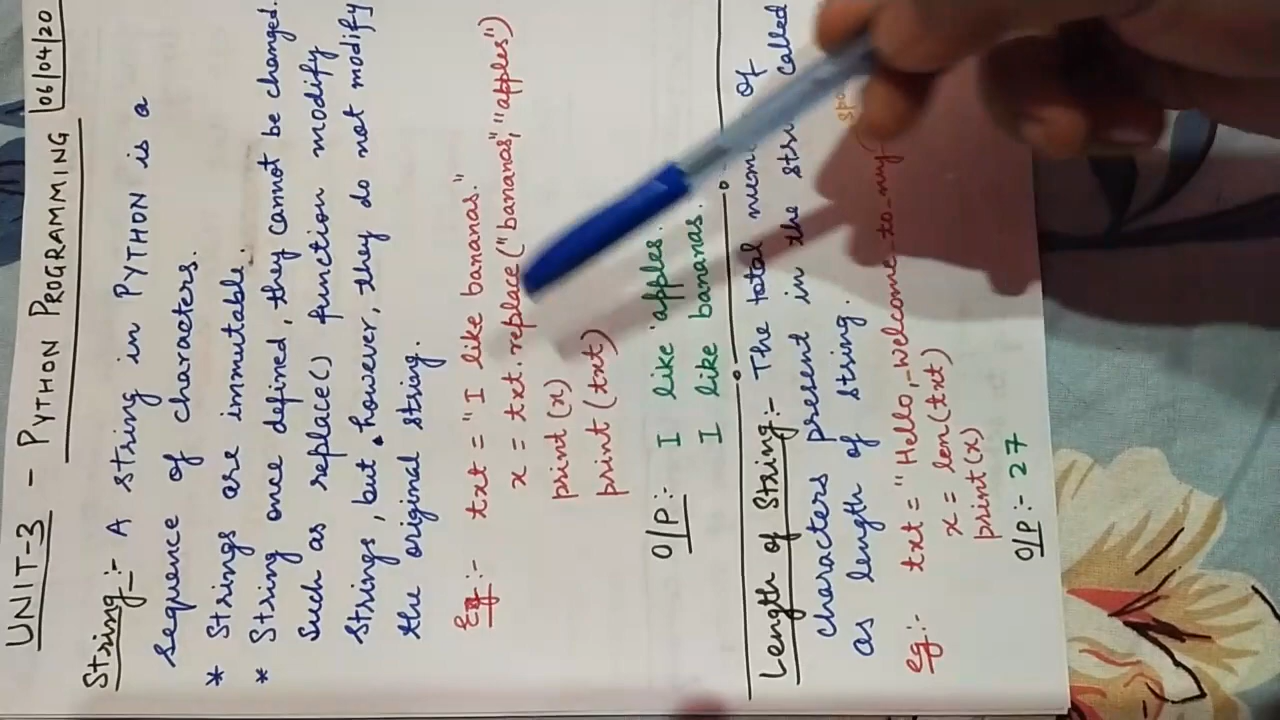 UNIT-3 - PYTHON PROGRAMMING 06/04/20
String:- A string in PYTHON is a
sequence of characters.
* Strings are immutable.
* String once defined, they cannot be changed.
Such as replace() function modify
strings, but however, they do not modify
the original string.
eg:- txt = "I like bananas."
x = txt.replace("bananas", "apples")
print(x)
print(txt)
O/P:- I like apples.
I like bananas.
Length of String:- The total of
characters present in the called
as length of string.
eg:- txt = "Hello,_Welcome_to_my
x = len(txt)
print(x)
O/P:- 27